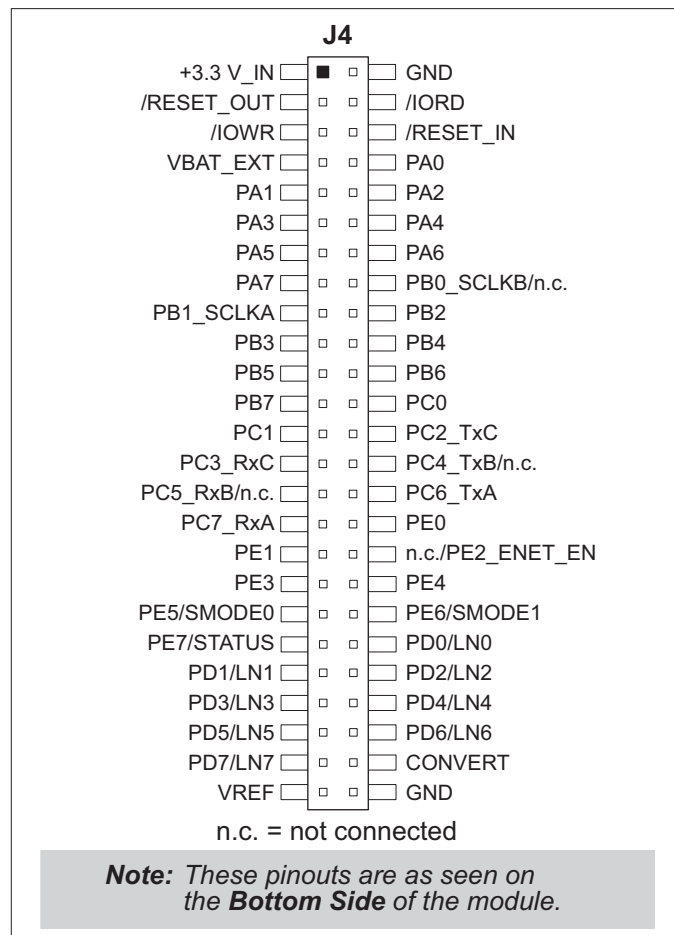 J4
+3.3 V_IN GND
/RESET_OUT /IORD
/IOWR /RESET_IN
VBAT_EXT PA0
PA1 PA2
PA3 PA4
PA5 PA6
PA7 PB0_SCLKB/n.c.
PB1_SCLKA PB2
PB3 PB4
PB5 PB6
PB7 PC0
PC1 PC2_TxC
PC3_RxC PC4_TxB/n.c.
PC5_RxB/n.c. PC6_TxA
PC7_RxA PE0
PE1 n.c./PE2_ENET_EN
PE3 PE4
PE5/SMODE0 PE6/SMODE1
PE7/STATUS PD0/LN0
PD1/LN1 PD2/LN2
PD3/LN3 PD4/LN4
PD5/LN5 PD6/LN6
PD7/LN7 CONVERT
VREF GND
n.c. = not connected
Note: These pinouts are as seen on
the Bottom Side of the module.